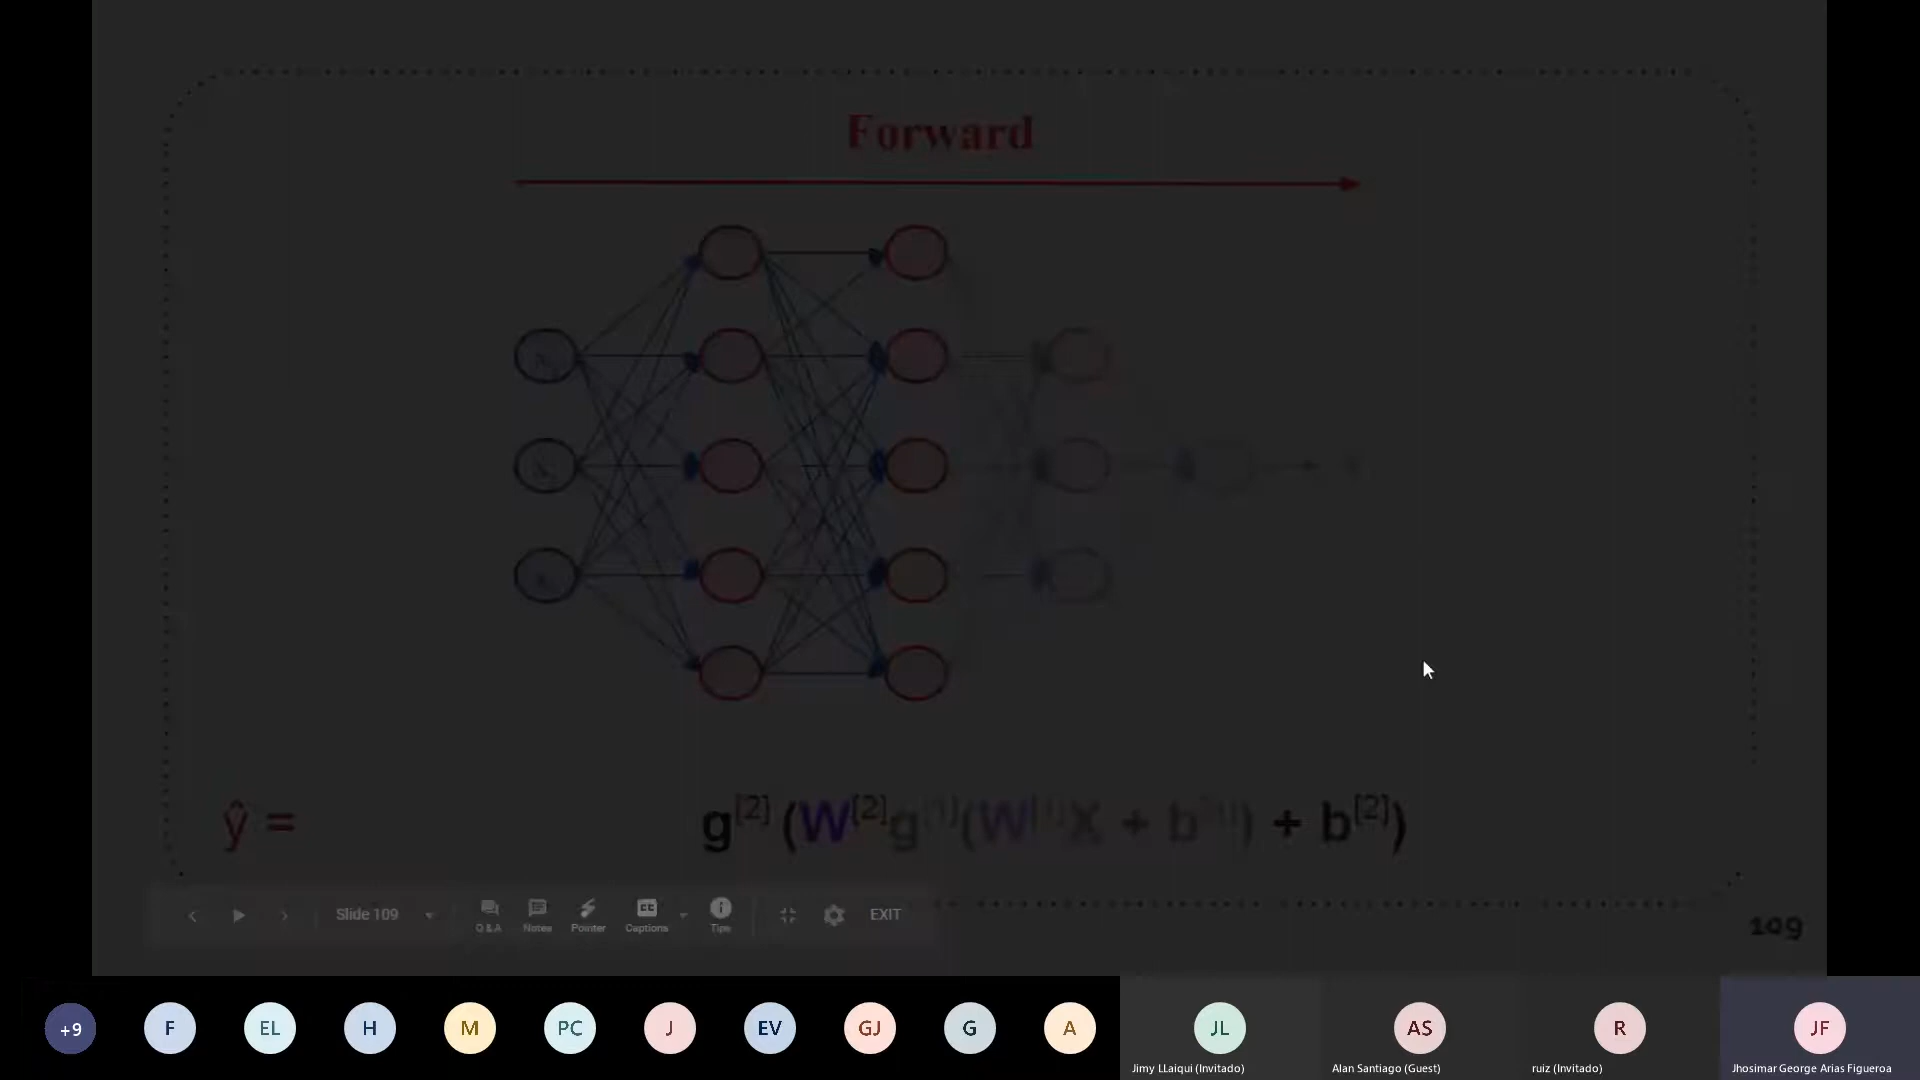 Forward
ŷ = g[2] (W[2]g[1](W[1]X + b[1]) + b[2])
Slide 109
Q & A
Notes
Pointer
Captions
Tips
EXIT
109
+9
F
EL
H
M
PC
J
EV
GJ
G
A
JL
AS
R
JF
Jimy LLaiqui (Invitado)
Alan Santiago (Guest)
ruiz (Invitado)
Jhosimar George Arias Figueroa